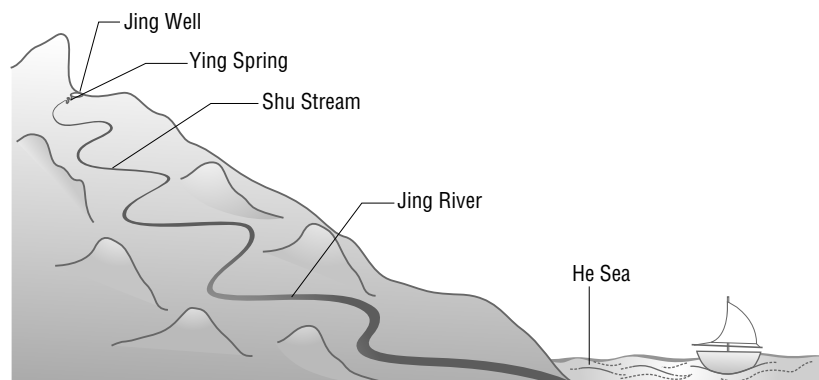 Jing Well
Ying Spring
Shu Stream
Jing River
He Sea